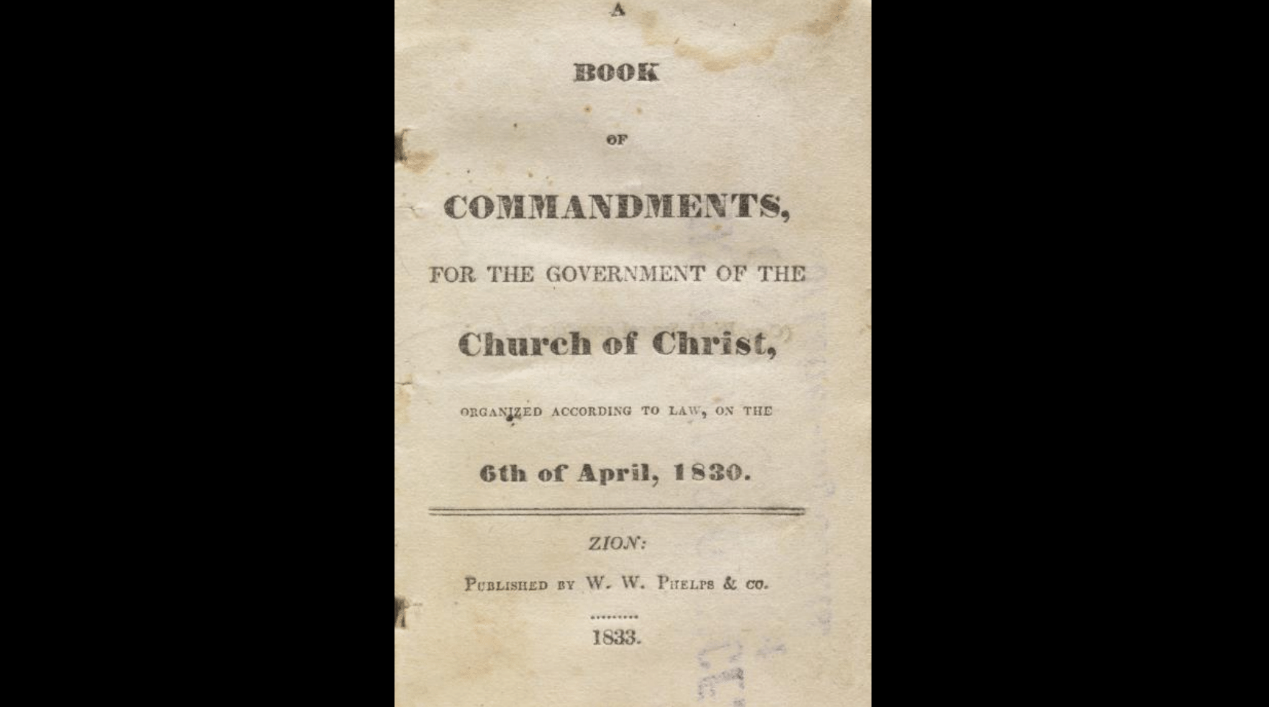 A
BOOK
OF
COMMANDMENTS,
FOR THE GOVERNMENT OF THE
Church of Christ,
ORGANIZED ACCORDING TO LAW, ON THE
6th of April, 1830.
ZION:
PUBLISHED BY W. W. PHELPS & CO.
1833.